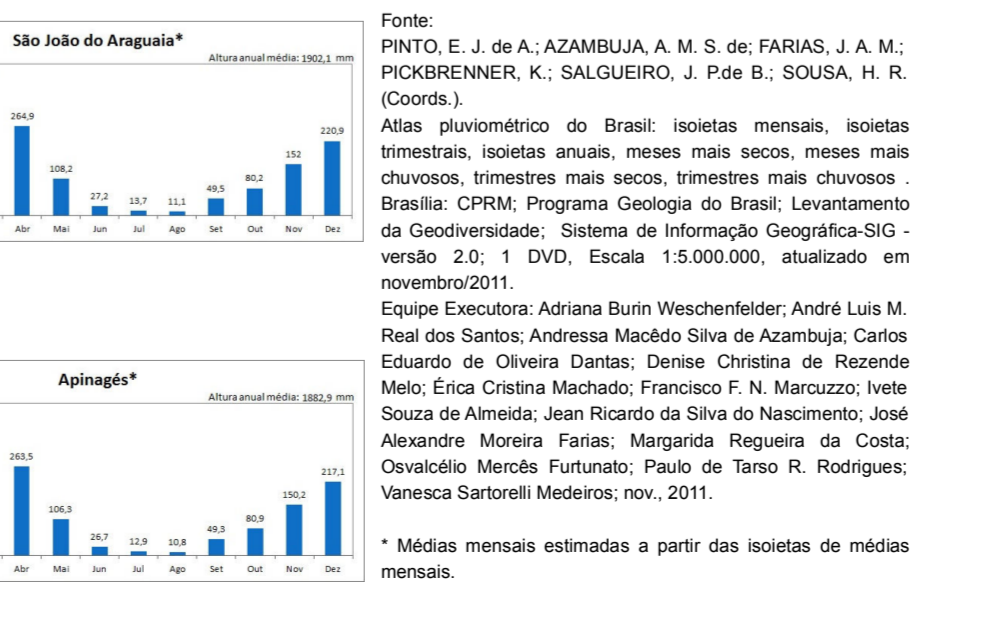 São João do Araguaia*
Altura anual média: 1902,1 mm
264,9
108,2
27,2
13,7
11,1
49,5
80,2
152
220,9
Abr Mai Jun Jul Ago Set Out Nov Dez
Apinagés*
Altura anual média: 1882,9 mm
263,5
106,3
26,7
12,9
10,8
49,3
80,9
150,2
217,1
Abr Mai Jun Jul Ago Set Out Nov Dez
Fonte:
PINTO, E. J. de A.; AZAMBUJA, A. M. S. de; FARIAS, J. A. M.;
PICKBRENNER, K.; SALGUEIRO, J. P.de B.; SOUSA, H. R.
(Coords.).
Atlas pluviométrico do Brasil: isoietas mensais, isoietas
trimestrais, isoietas anuais, meses mais secos, meses mais
chuvosos, trimestres mais secos, trimestres mais chuvosos .
Brasília: CPRM; Programa Geologia do Brasil; Levantamento
da Geodiversidade; Sistema de Informação Geográfica-SIG -
versão 2.0; 1 DVD, Escala 1:5.000.000, atualizado em
novembro/2011.
Equipe Executora: Adriana Burin Weschenfelder; André Luis M.
Real dos Santos; Andressa Macêdo Silva de Azambuja; Carlos
Eduardo de Oliveira Dantas; Denise Christina de Rezende
Melo; Érica Cristina Machado; Francisco F. N. Marcuzzo; Ivete
Souza de Almeida; Jean Ricardo da Silva do Nascimento; José
Alexandre Moreira Farias; Margarida Regueira da Costa;
Osvalcélio Mercês Furtunato; Paulo de Tarso R. Rodrigues;
Vanesca Sartorelli Medeiros; nov., 2011.
* Médias mensais estimadas a partir das isoietas de médias
mensais.